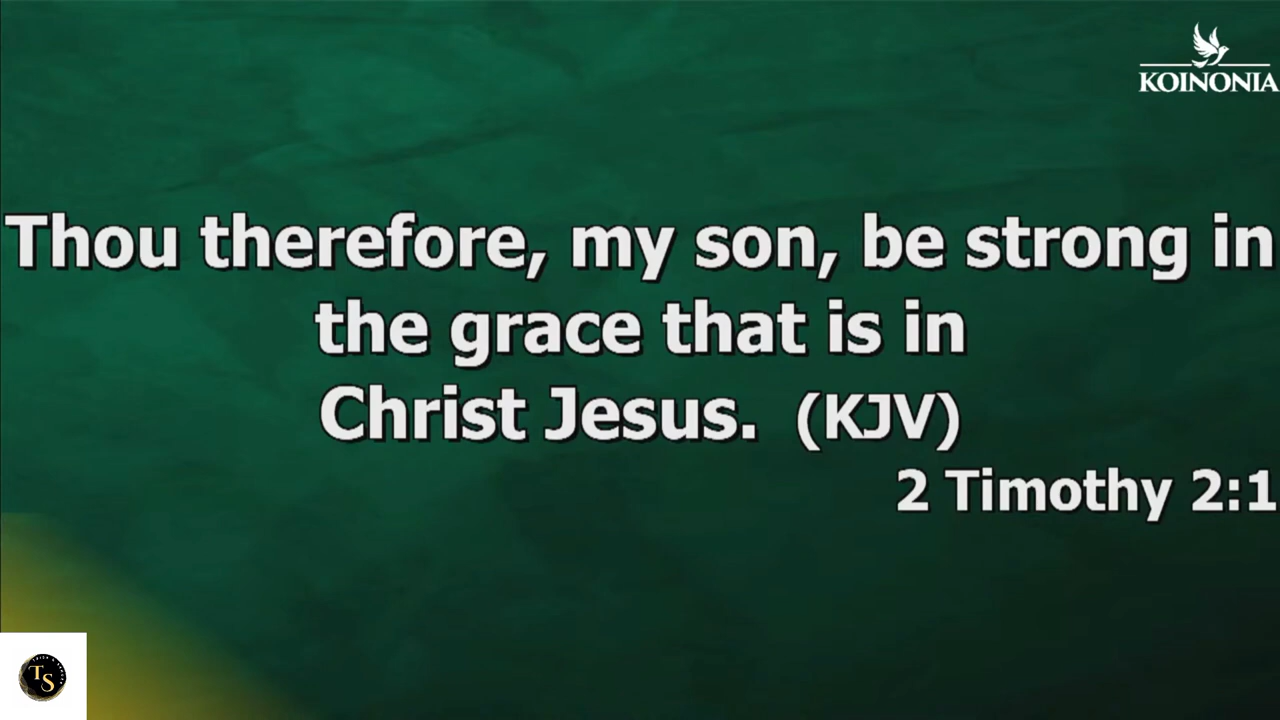 KOINONIA
Thou therefore, my son, be strong in
the grace that is in
Christ Jesus. (KJV)
2 Timothy 2:1
TS